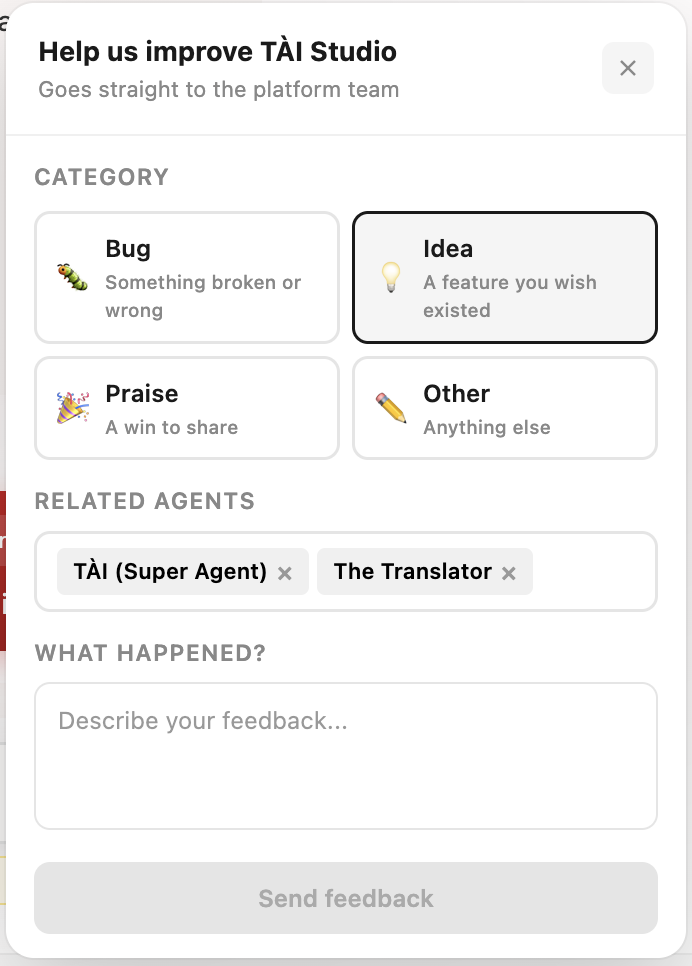 Help us improve TÀI Studio
Goes straight to the platform team
CATEGORY
Bug
Something broken or
wrong
Idea
A feature you wish
existed
Praise
A win to share
Other
Anything else
RELATED AGENTS
TÀI (Super Agent) ×
The Translator ×
WHAT HAPPENED?
Describe your feedback...
Send feedback